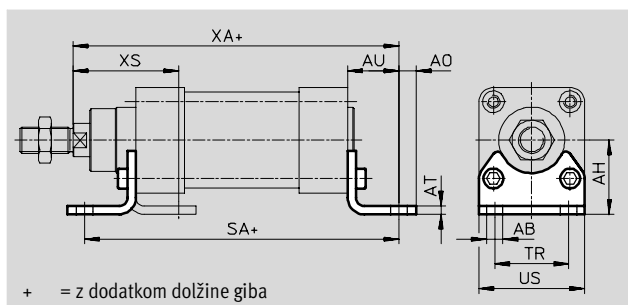 XA+
XS
AU
AO
AT
SA+
AH
AB
TR
US
+ = z dodatkom dolžine giba